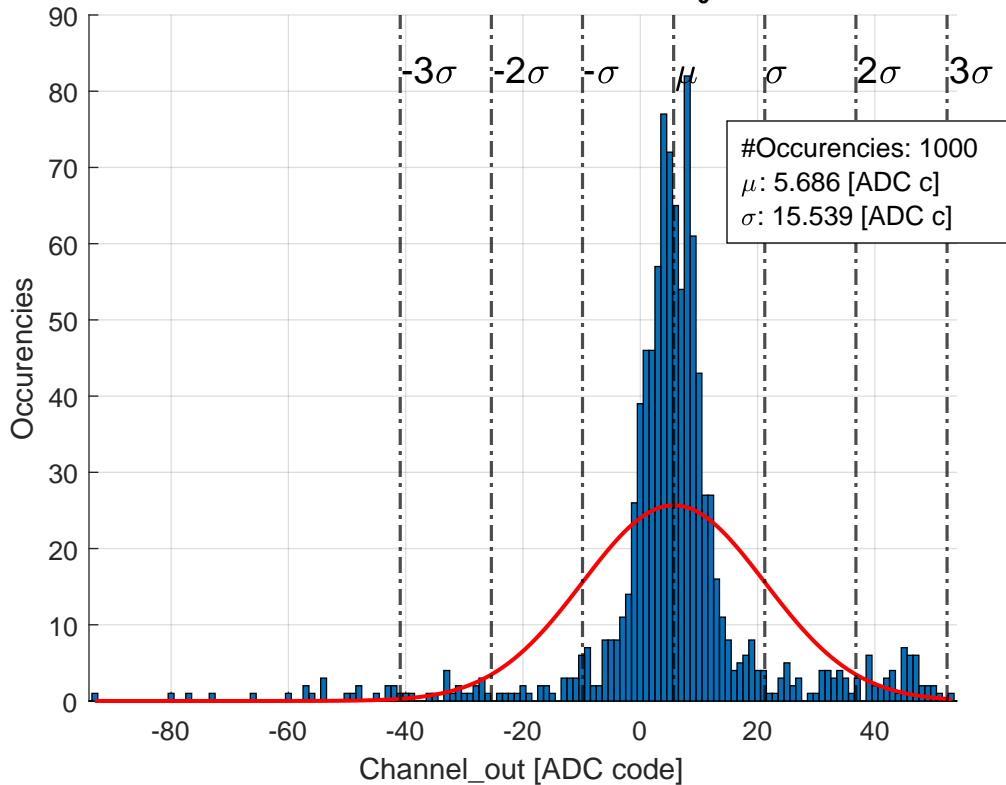 -3σ -2σ -σ μ σ 2σ 3σ
#Occurencies: 1000
μ: 5.686 [ADC c]
σ: 15.539 [ADC c]
90
80
70
60
50
40
30
20
10
0
Occurencies
-80 -60 -40 -20 0 20 40
Channel_out [ADC code]